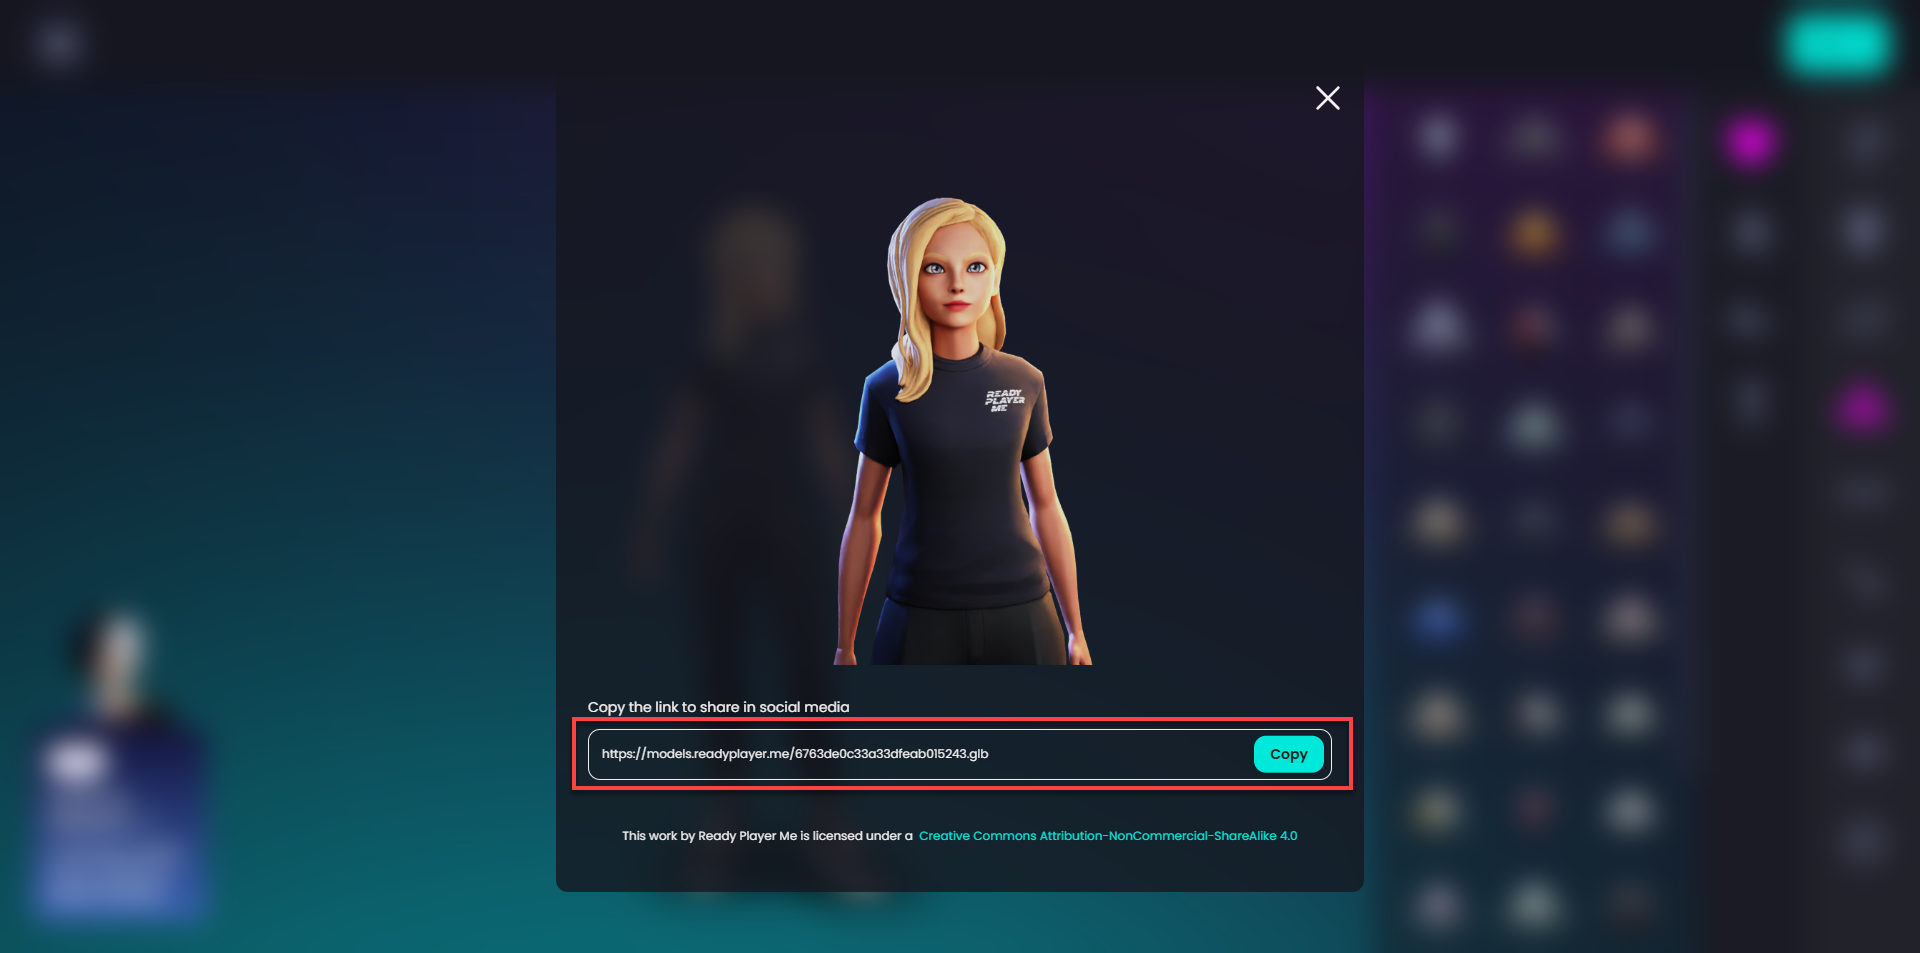 READY
PLAYER
ME
Copy the link to share in social media
https://models.readyplayer.me/6763de0c33a33dfeab015243.glb
Copy
This work by Ready Player Me is licensed under a Creative Commons Attribution-NonCommercial-ShareAlike 4.0